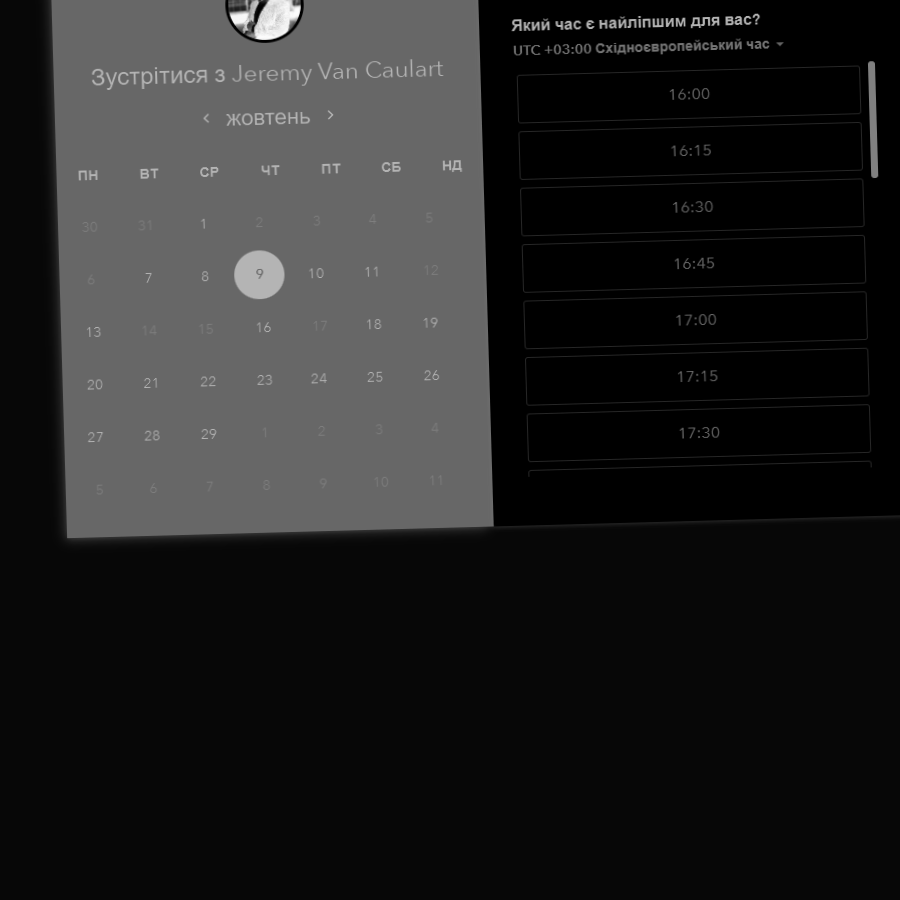 Зустрітися з Jeremy Van Caulart
жовтень
ПН ВТ СР ЧТ ПТ СБ НД
30 31 1 2 3 4 5
6 7 8 9 10 11 12
13 14 15 16 17 18 19
20 21 22 23 24 25 26
27 28 29 1 2 3 4
5 6 7 8 9 10 11
Який час є найліпшим для вас?
UTC +03:00 Східноєвропейський час
16:00
16:15
16:30
16:45
17:00
17:15
17:30